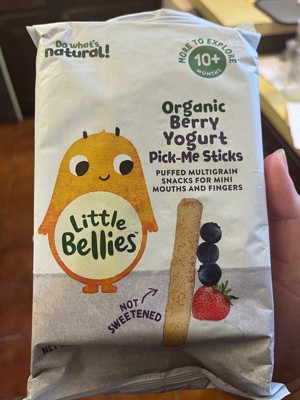 Do what's
natural!
MORE TO EXPLORE
10+
MONTHS
Organic
Berry
Yogurt
Pick-Me Sticks
PUFFED MULTIGRAIN
SNACKS FOR MINI
MOUTHS AND FINGERS
Little
Bellies™
NOT
SWEETENED